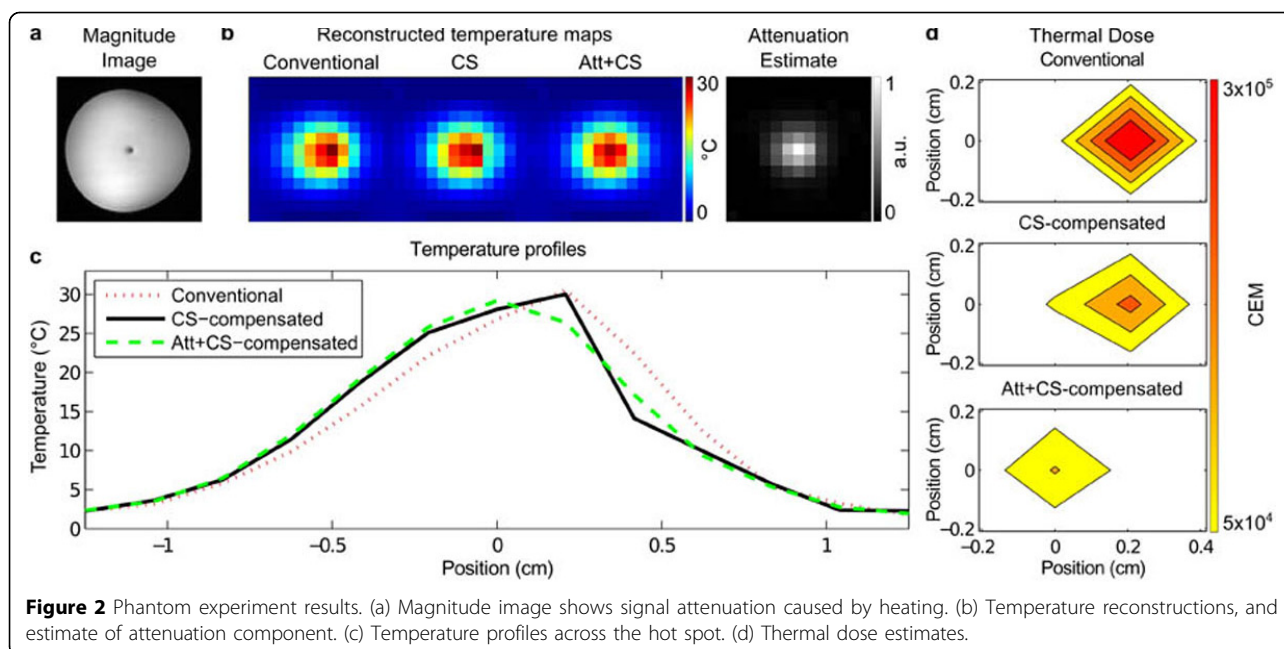 a
Magnitude
Image
b
Reconstructed temperature maps
Conventional CS Att+CS
30
°C
0
Attenuation
Estimate
1
a.u.
0
c
Temperature profiles
Temperature (°C)
30
25
20
15
10
5
0
Conventional
CS−compensated
Att+CS−compensated
−1 −0.5 0 0.5 1
Position (cm)
d
Thermal Dose
Conventional
Position (cm)
0.2
0
−0.2
CS-compensated
Position (cm)
0.2
0
−0.2
Att+CS-compensated
Position (cm)
0.2
0
−0.2
−0.2 0 0.2 0.4
Position (cm)
3x10⁵
CEM
5x10⁴
Figure 2 Phantom experiment results. (a) Magnitude image shows signal attenuation caused by heating. (b) Temperature reconstructions, and
estimate of attenuation component. (c) Temperature profiles across the hot spot. (d) Thermal dose estimates.